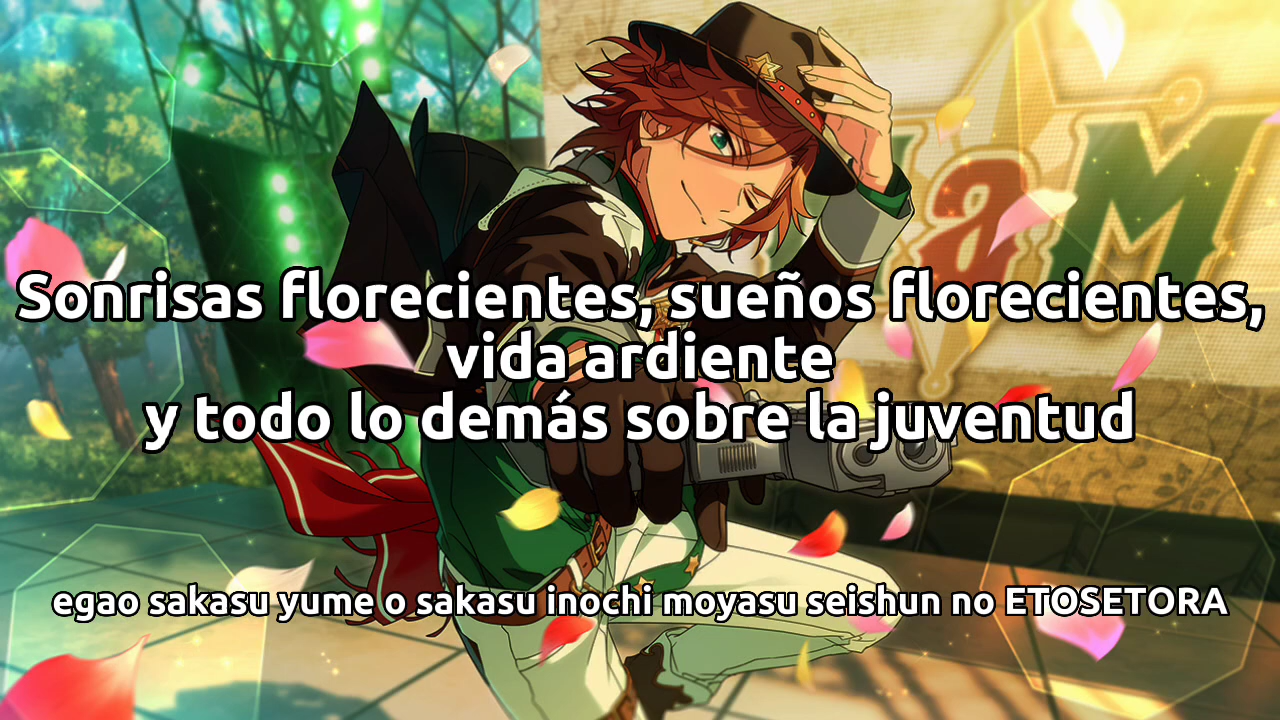 aM
Sonrisas florecientes, sueños florecientes,
vida ardiente
y todo lo demás sobre la juventud
egao sakasu yume o sakasu inochi moyasu seishun no ETOSETORA